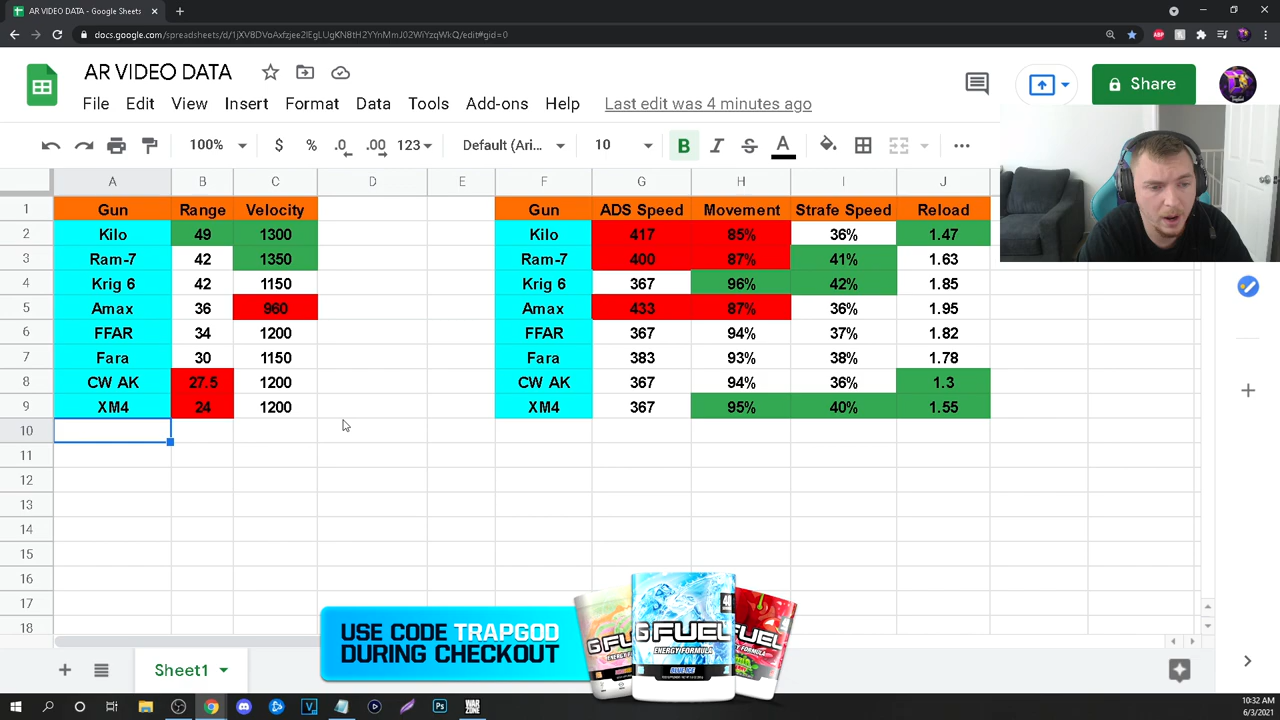 AR VIDEO DATA - Google Sheets
docs.google.com/spreadsheets/d/1jXV8DVoAxfzjee2IEgLUgKN8tH2YYnMmJ02WiYzqWkQ/edit#gid=0
AR VIDEO DATA
File Edit View Insert Format Data Tools Add-ons Help Last edit was 4 minutes ago
Share
100% $ % .0 .00 123 Default (Ari... 10 B I S A
A B C D E F G H I J
1 Gun Range Velocity Gun ADS Speed Movement Strafe Speed Reload
2 Kilo 49 1300 Kilo 417 85% 36% 1.47
3 Ram-7 42 1350 Ram-7 400 87% 41% 1.63
4 Krig 6 42 1150 Krig 6 367 96% 42% 1.85
5 Amax 36 960 Amax 433 87% 36% 1.95
6 FFAR 34 1200 FFAR 367 94% 37% 1.82
7 Fara 30 1150 Fara 383 93% 38% 1.78
8 CW AK 27.5 1200 CW AK 367 94% 36% 1.3
9 XM4 24 1200 XM4 367 95% 40% 1.55
10
11
12
13
14
15
16
17
18
USE CODE TRAPGOD
DURING CHECKOUT
G FUEL
ENERGY FORMULA
BLUE ICE
Sheet1
10:32 AM
6/3/2021